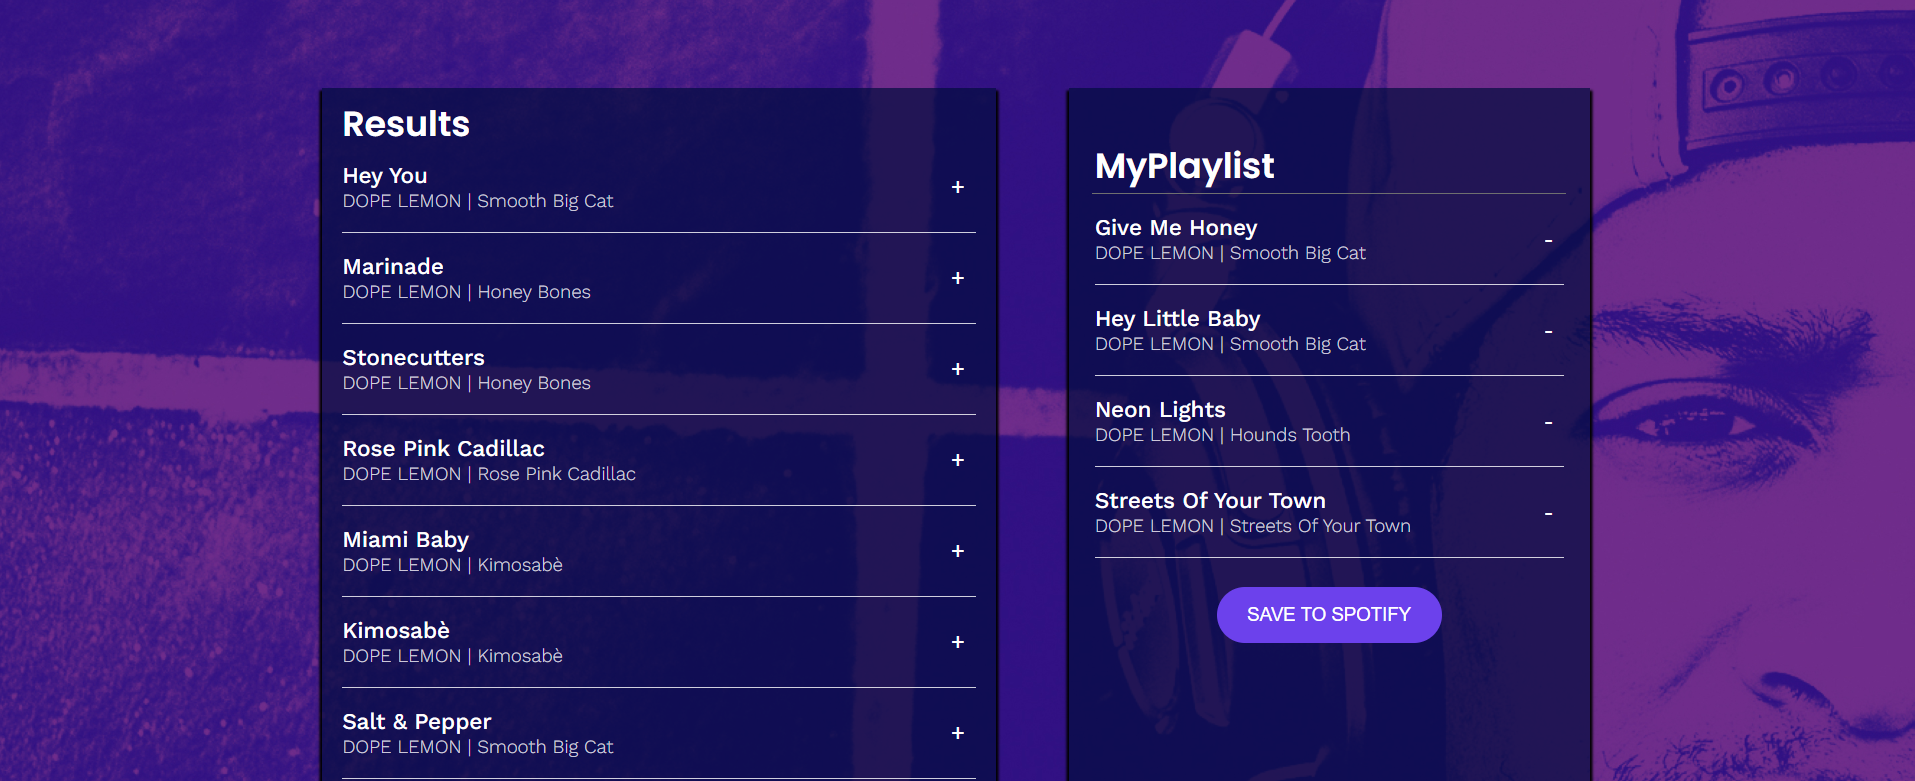 Results
Hey You
DOPE LEMON | Smooth Big Cat
+
Marinade
DOPE LEMON | Honey Bones
+
Stonecutters
DOPE LEMON | Honey Bones
+
Rose Pink Cadillac
DOPE LEMON | Rose Pink Cadillac
+
Miami Baby
DOPE LEMON | Kimosabè
+
Kimosabè
DOPE LEMON | Kimosabè
+
Salt & Pepper
DOPE LEMON | Smooth Big Cat
+
MyPlaylist
Give Me Honey
DOPE LEMON | Smooth Big Cat
-
Hey Little Baby
DOPE LEMON | Smooth Big Cat
-
Neon Lights
DOPE LEMON | Hounds Tooth
-
Streets Of Your Town
DOPE LEMON | Streets Of Your Town
-
SAVE TO SPOTIFY